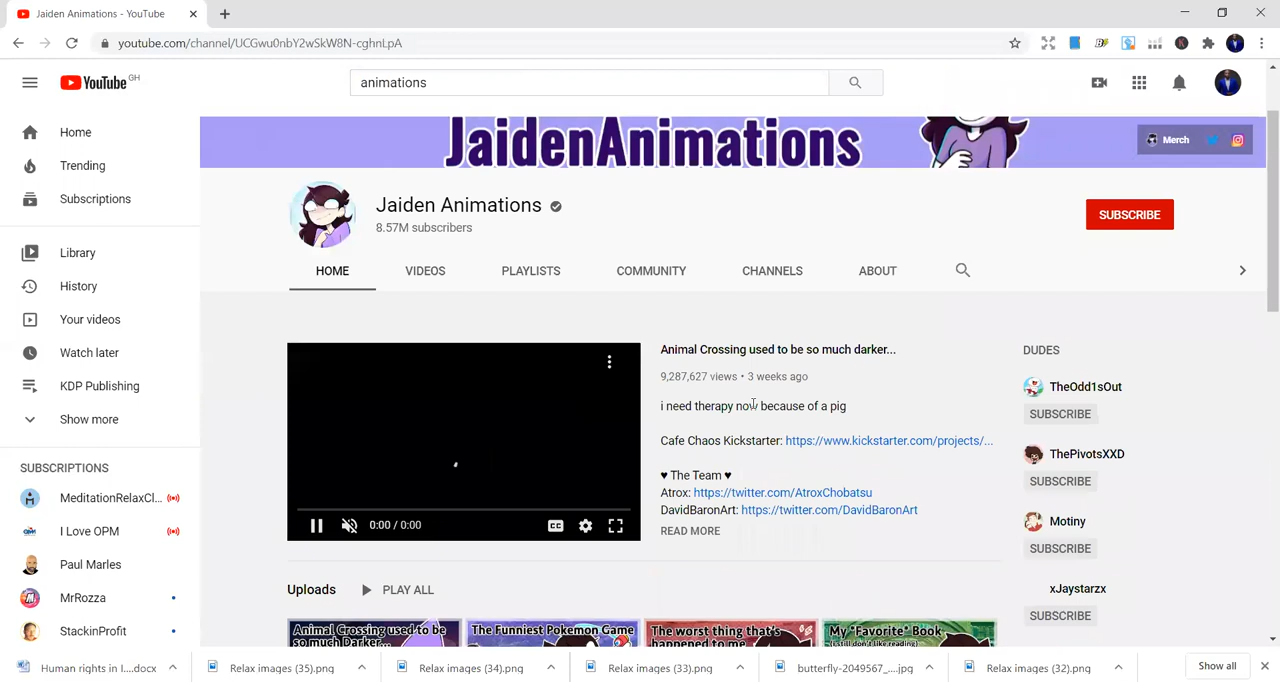 Jaiden Animations - YouTube
youtube.com/channel/UCGwu0nbY2wSkW8N-cghnLpA
YouTube GH
animations
Home
Trending
Subscriptions
Library
History
Your videos
Watch later
KDP Publishing
Show more
SUBSCRIPTIONS
MeditationRelaxCl...
I Love OPM
Paul Marles
MrRozza
StackinProfit
JaidenAnimations
Merch
Jaiden Animations
8.57M subscribers
SUBSCRIBE
HOME VIDEOS PLAYLISTS COMMUNITY CHANNELS ABOUT
0:00 / 0:00
Animal Crossing used to be so much darker...
9,287,627 views • 3 weeks ago
i need therapy now because of a pig
Cafe Chaos Kickstarter: https://www.kickstarter.com/projects/...
♥ The Team ♥
Atrox: https://twitter.com/AtroxChobatsu
DavidBaronArt: https://twitter.com/DavidBaronArt
READ MORE
DUDES
TheOdd1sOut
SUBSCRIBE
ThePivotsXXD
SUBSCRIBE
Motiny
SUBSCRIBE
xJaystarzx
SUBSCRIBE
Uploads PLAY ALL
Animal Crossing used to be
so much Darker...
The Funniest Pokemon Game
The worst thing that's
happened to me
My "Favorite" Book
Human rights in I....docx
Relax images (35).png
Relax images (34).png
Relax images (33).png
butterfly-2049567_....jpg
Relax images (32).png
Show all